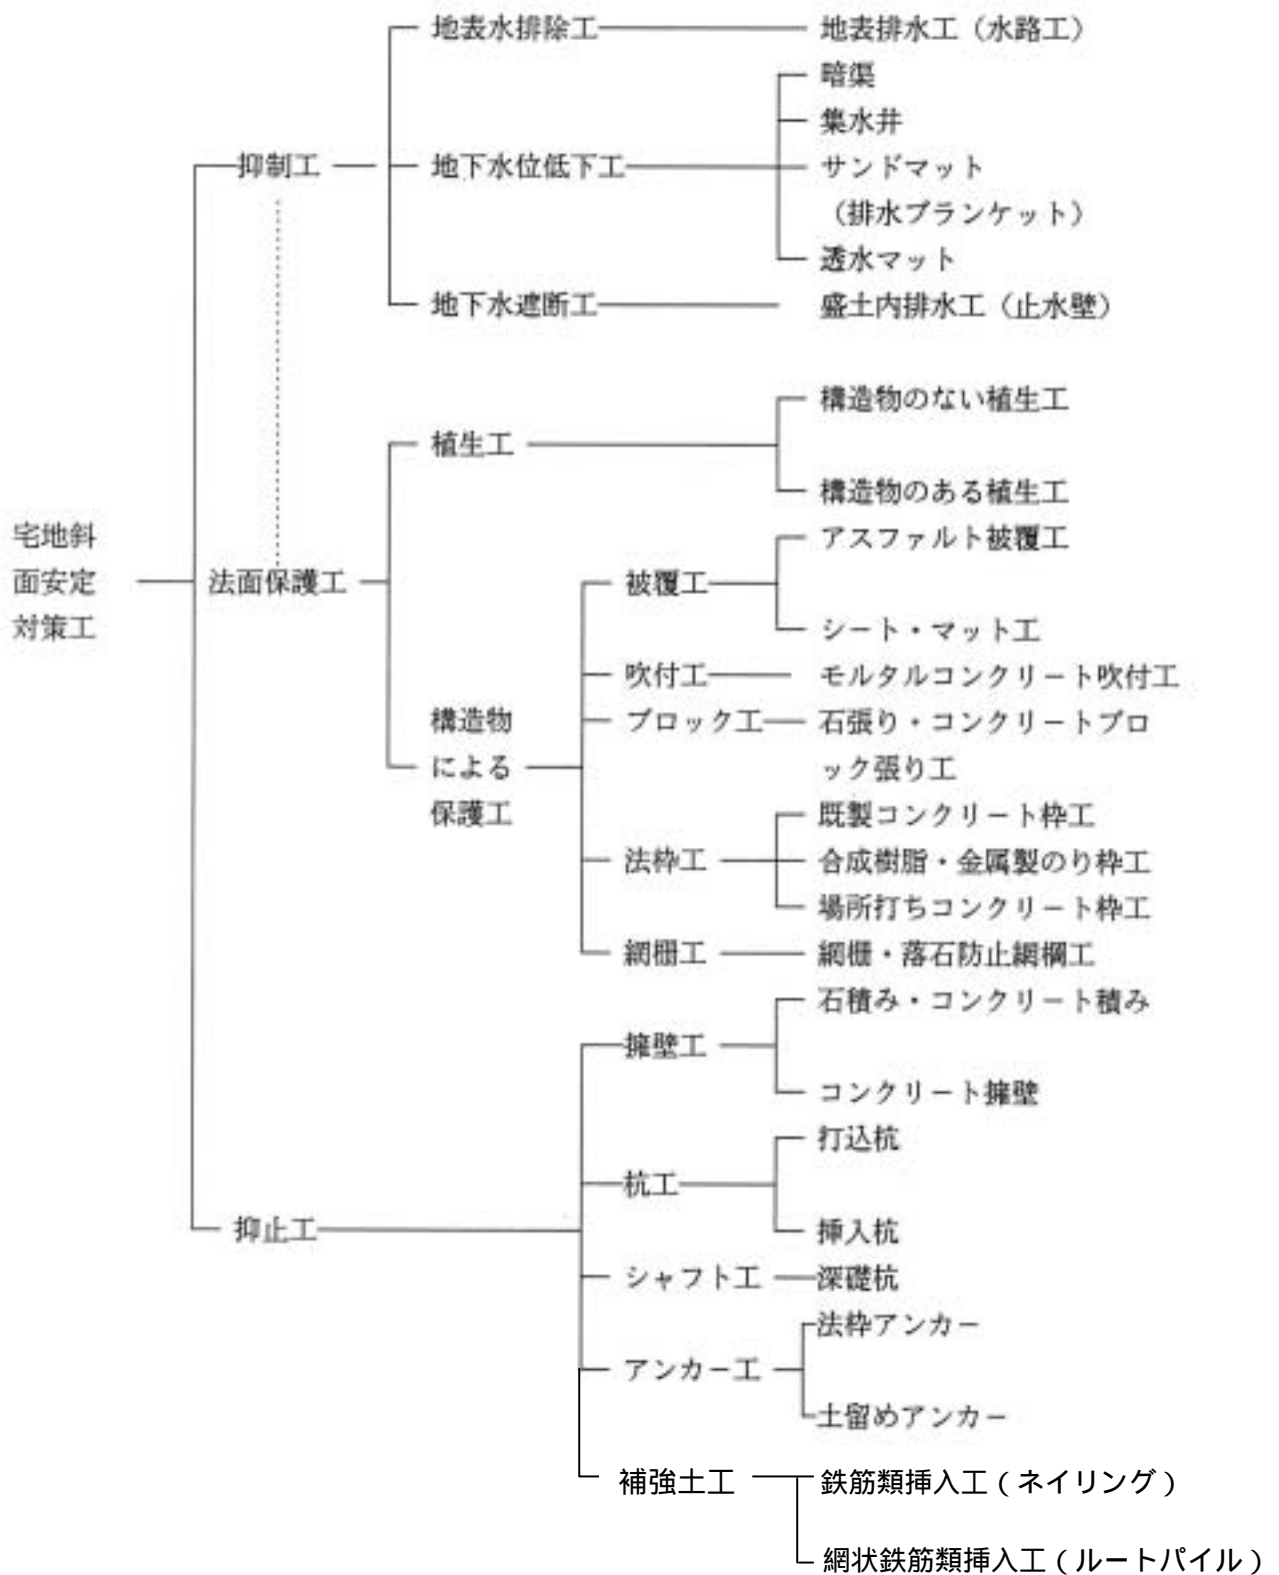 地表水排除工
地表排水工（水路工）
暗渠
集水井
抑制工
地下水位低下工
サンドマット
（排水ブランケット）
透水マット
地下水遮断工
盛土内排水工（止水壁）
構造物のない植生工
植生工
構造物のある植生工
宅地斜
面安定
対策工
法面保護工
アスファルト被覆工
被覆工
シート・マット工
吹付工
モルタルコンクリート吹付工
構造物
による
保護工
ブロック工
石張り・コンクリートブロ
ック張り工
既製コンクリート枠工
法枠工
合成樹脂・金属製のり枠工
場所打ちコンクリート枠工
網柵工
網柵・落石防止網櫊工
石積み・コンクリート積み
擁壁工
コンクリート擁壁
打込杭
杭工
挿入杭
抑止工
シャフト工
深礎杭
法枠アンカー
アンカー工
土留めアンカー
補強土工
鉄筋類挿入工（ネイリング）
網状鉄筋類挿入工（ルートパイル）